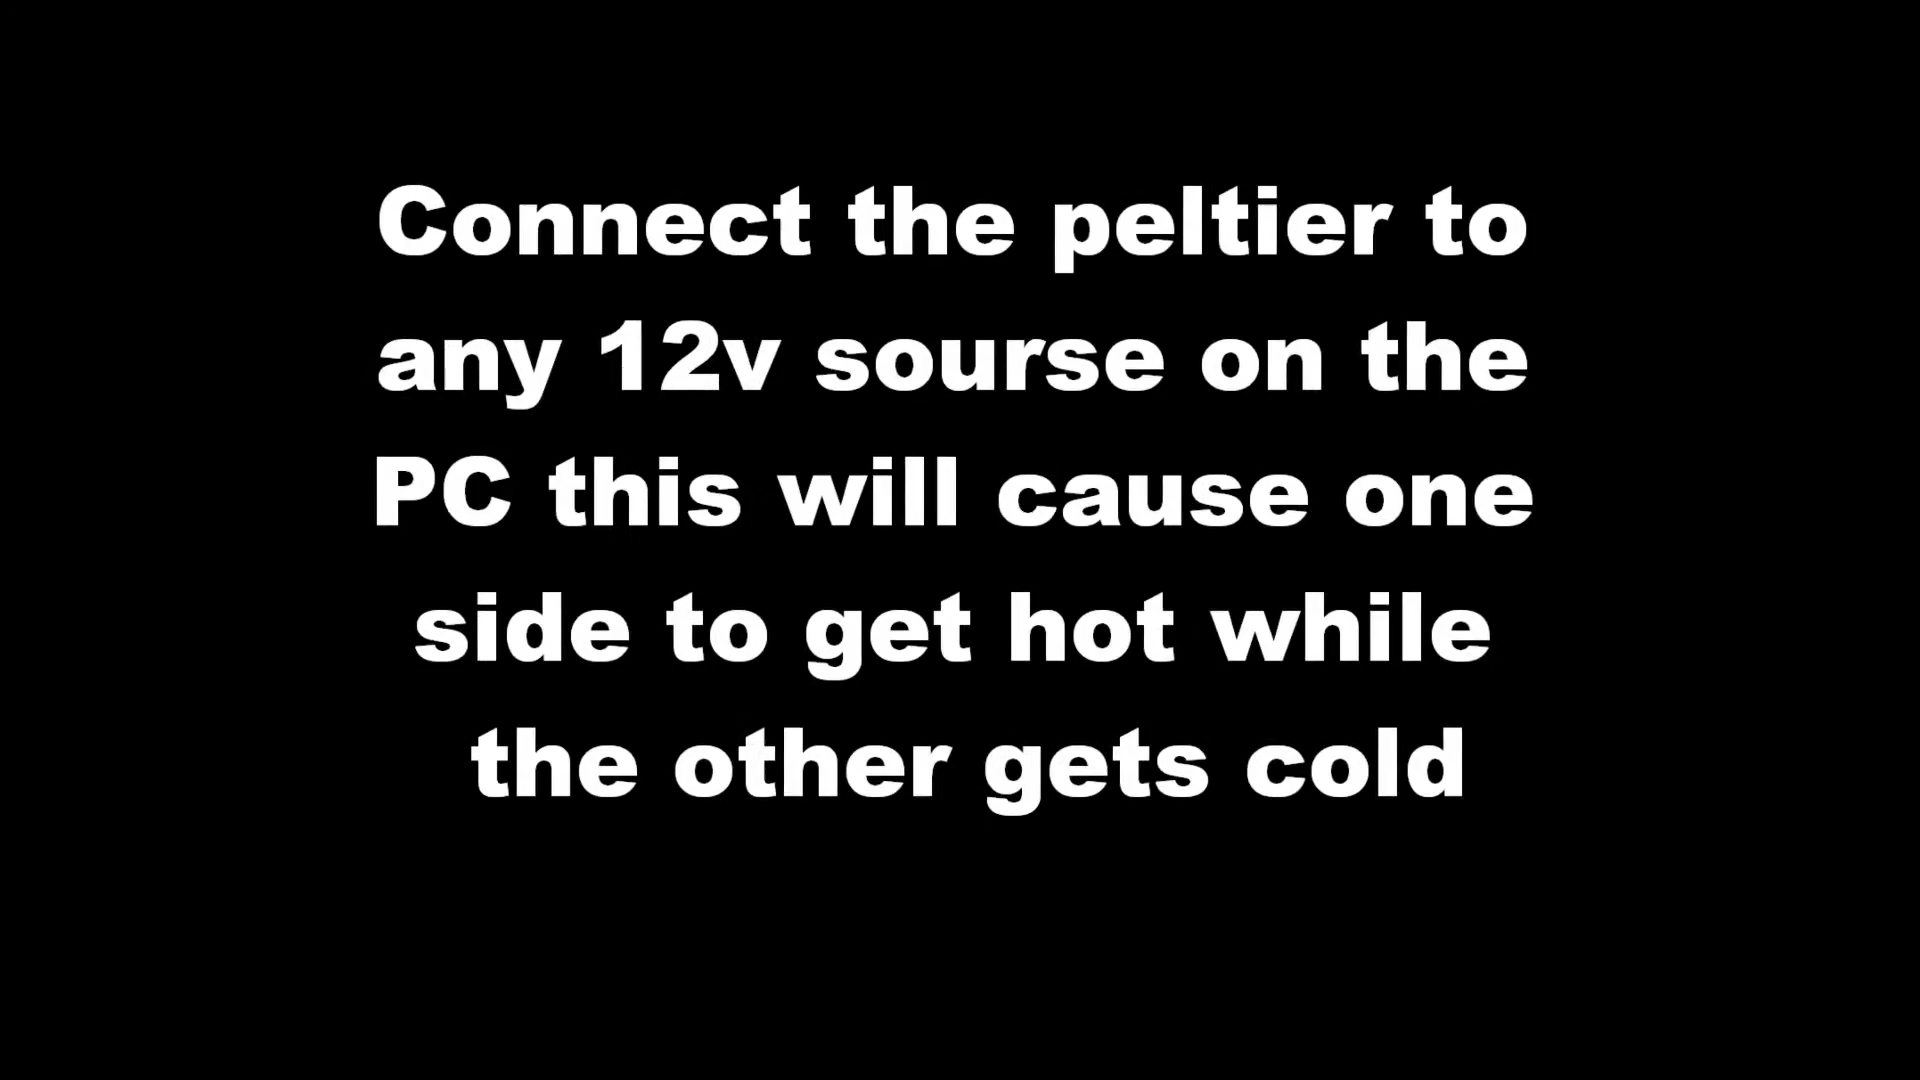 Connect the peltier to
any 12v sourse on the
PC this will cause one
side to get hot while
the other gets cold